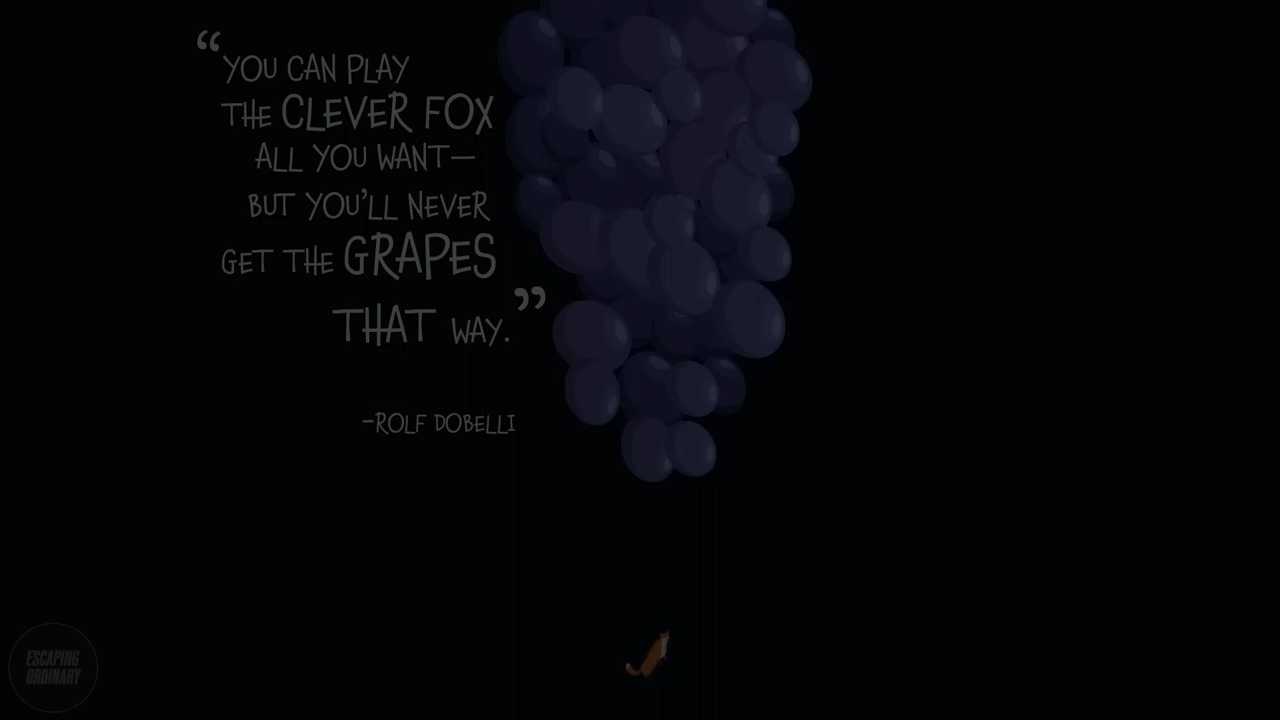 “YOU CAN PLAY
THE CLEVER FOX
ALL YOU WANT—
BUT YOU’LL NEVER
GET THE GRAPES
THAT WAY.”
-ROLF DOBELLI
ESCAPING
ORDINARY